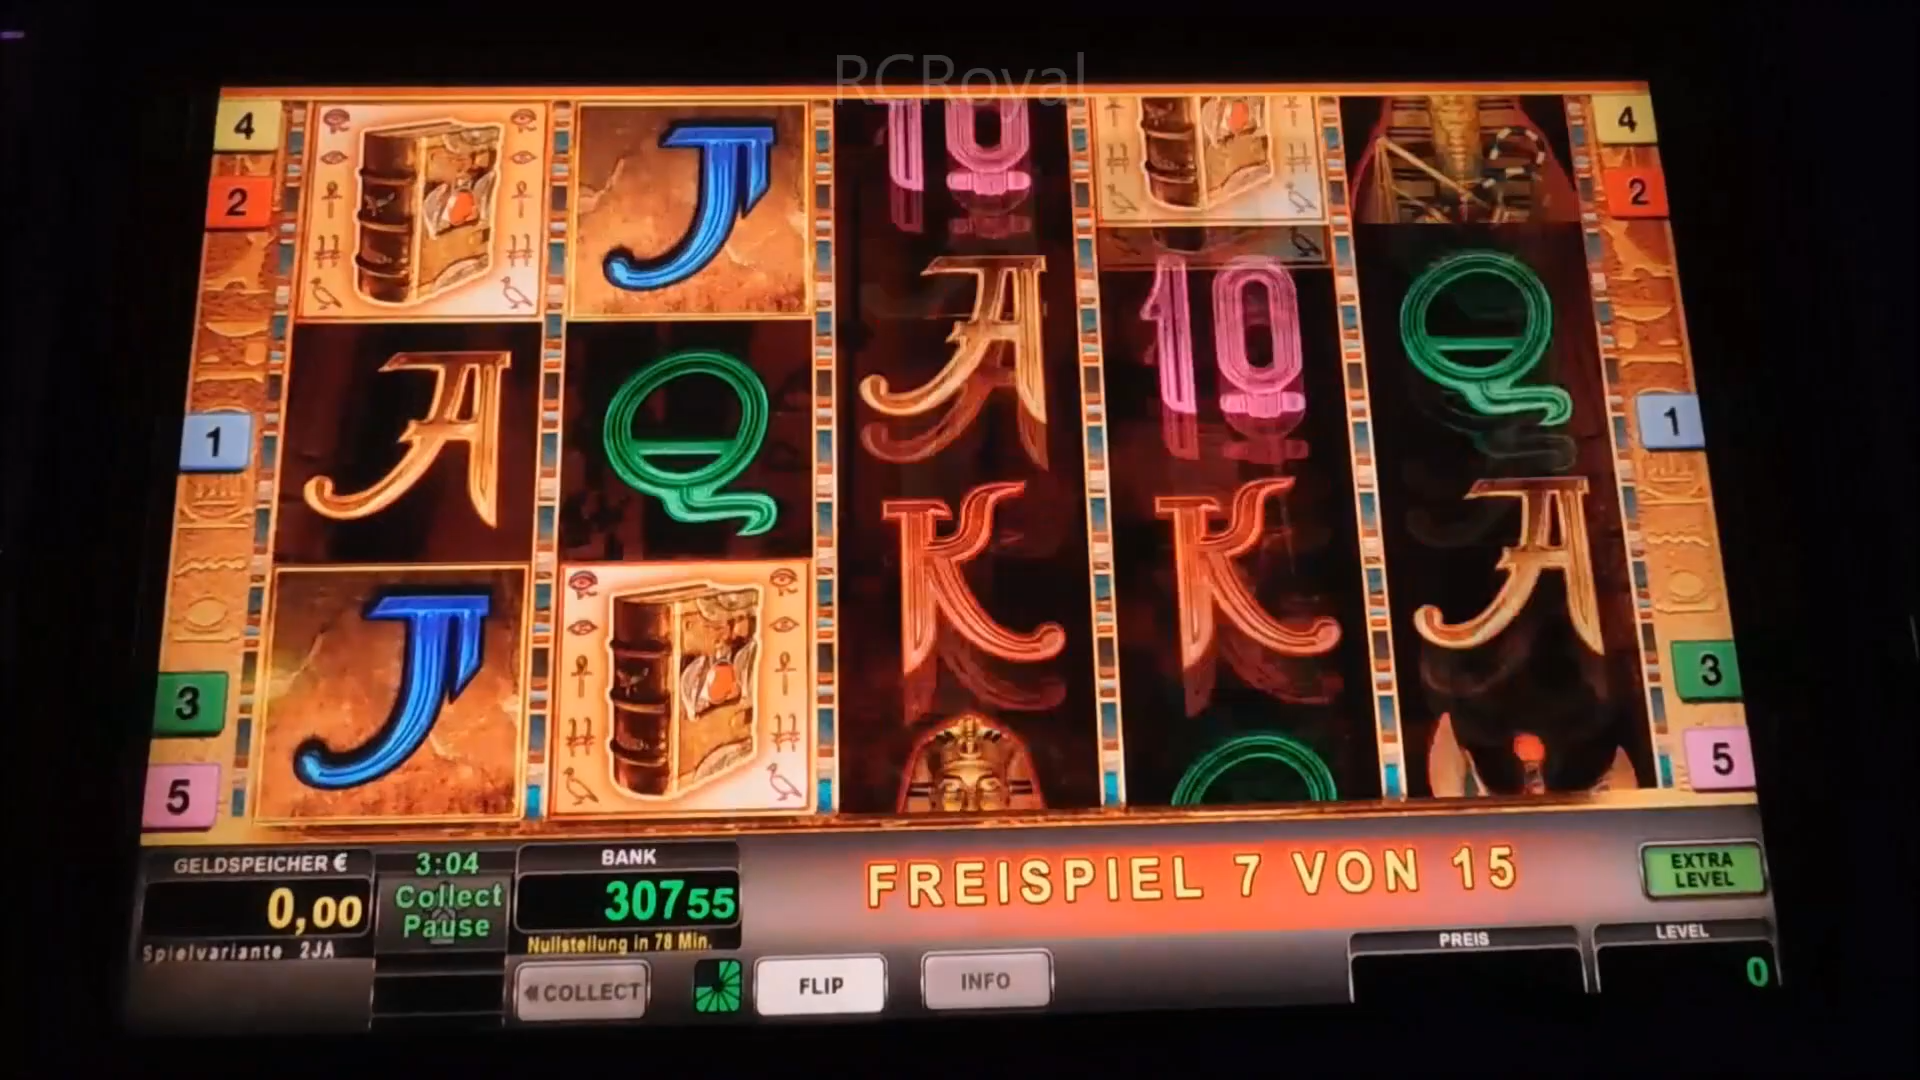 RCRoyal
4
4
2
2
J
10
A
Q
A
10
Q
1
1
J
K
K
A
3
3
5
5
GELDSPEICHER €
3:04
BANK
FREISPIEL 7 VON 15
EXTRA
LEVEL
0,00
Collect
Pause
30755
Spielvariante 2JA
Nullstellung in 78 Min.
PREIS
LEVEL
COLLECT
FLIP
INFO
0